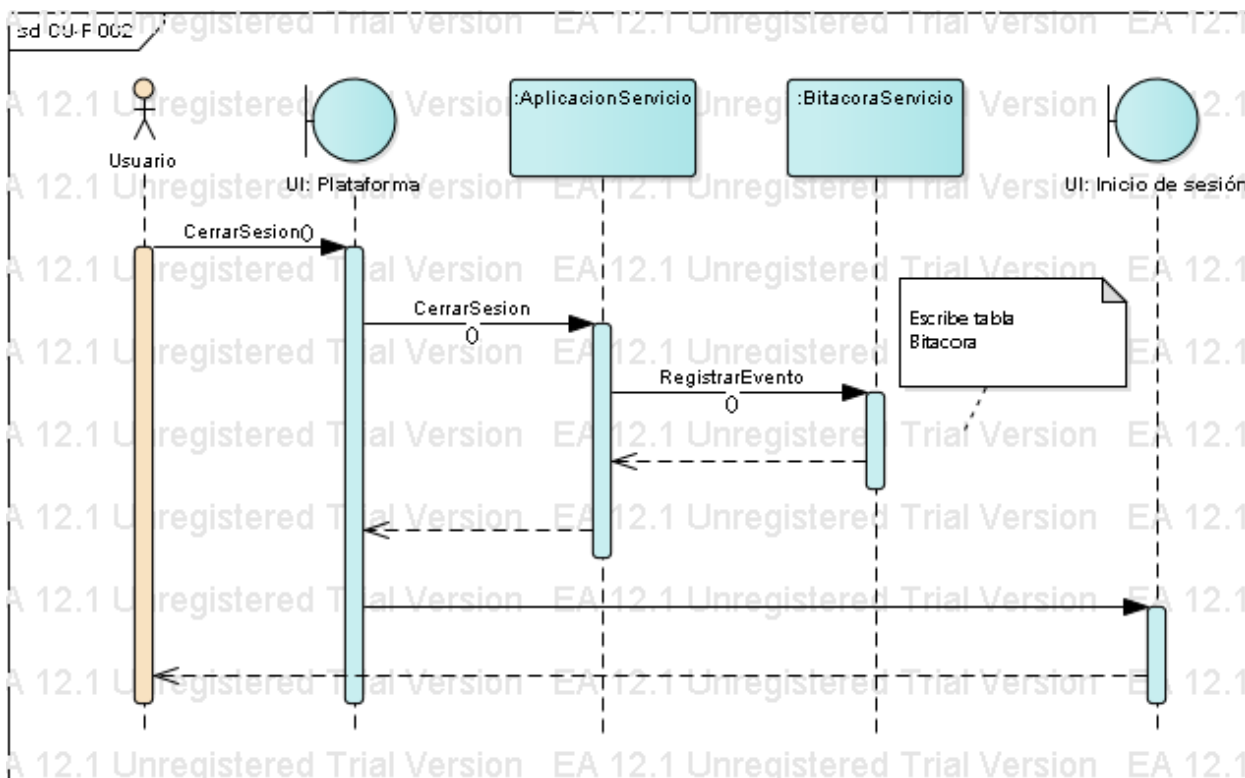 sd CU-F 002
:AplicacionServicio
:BitacoraServicio
Usuario
UI: Plataforma
UI: Inicio de sesión
CerrarSesion()
CerrarSesion
()
Escribe tabla
Bitacora
RegistrarEvento
()
EA 12.1 Unregistered Trial Version